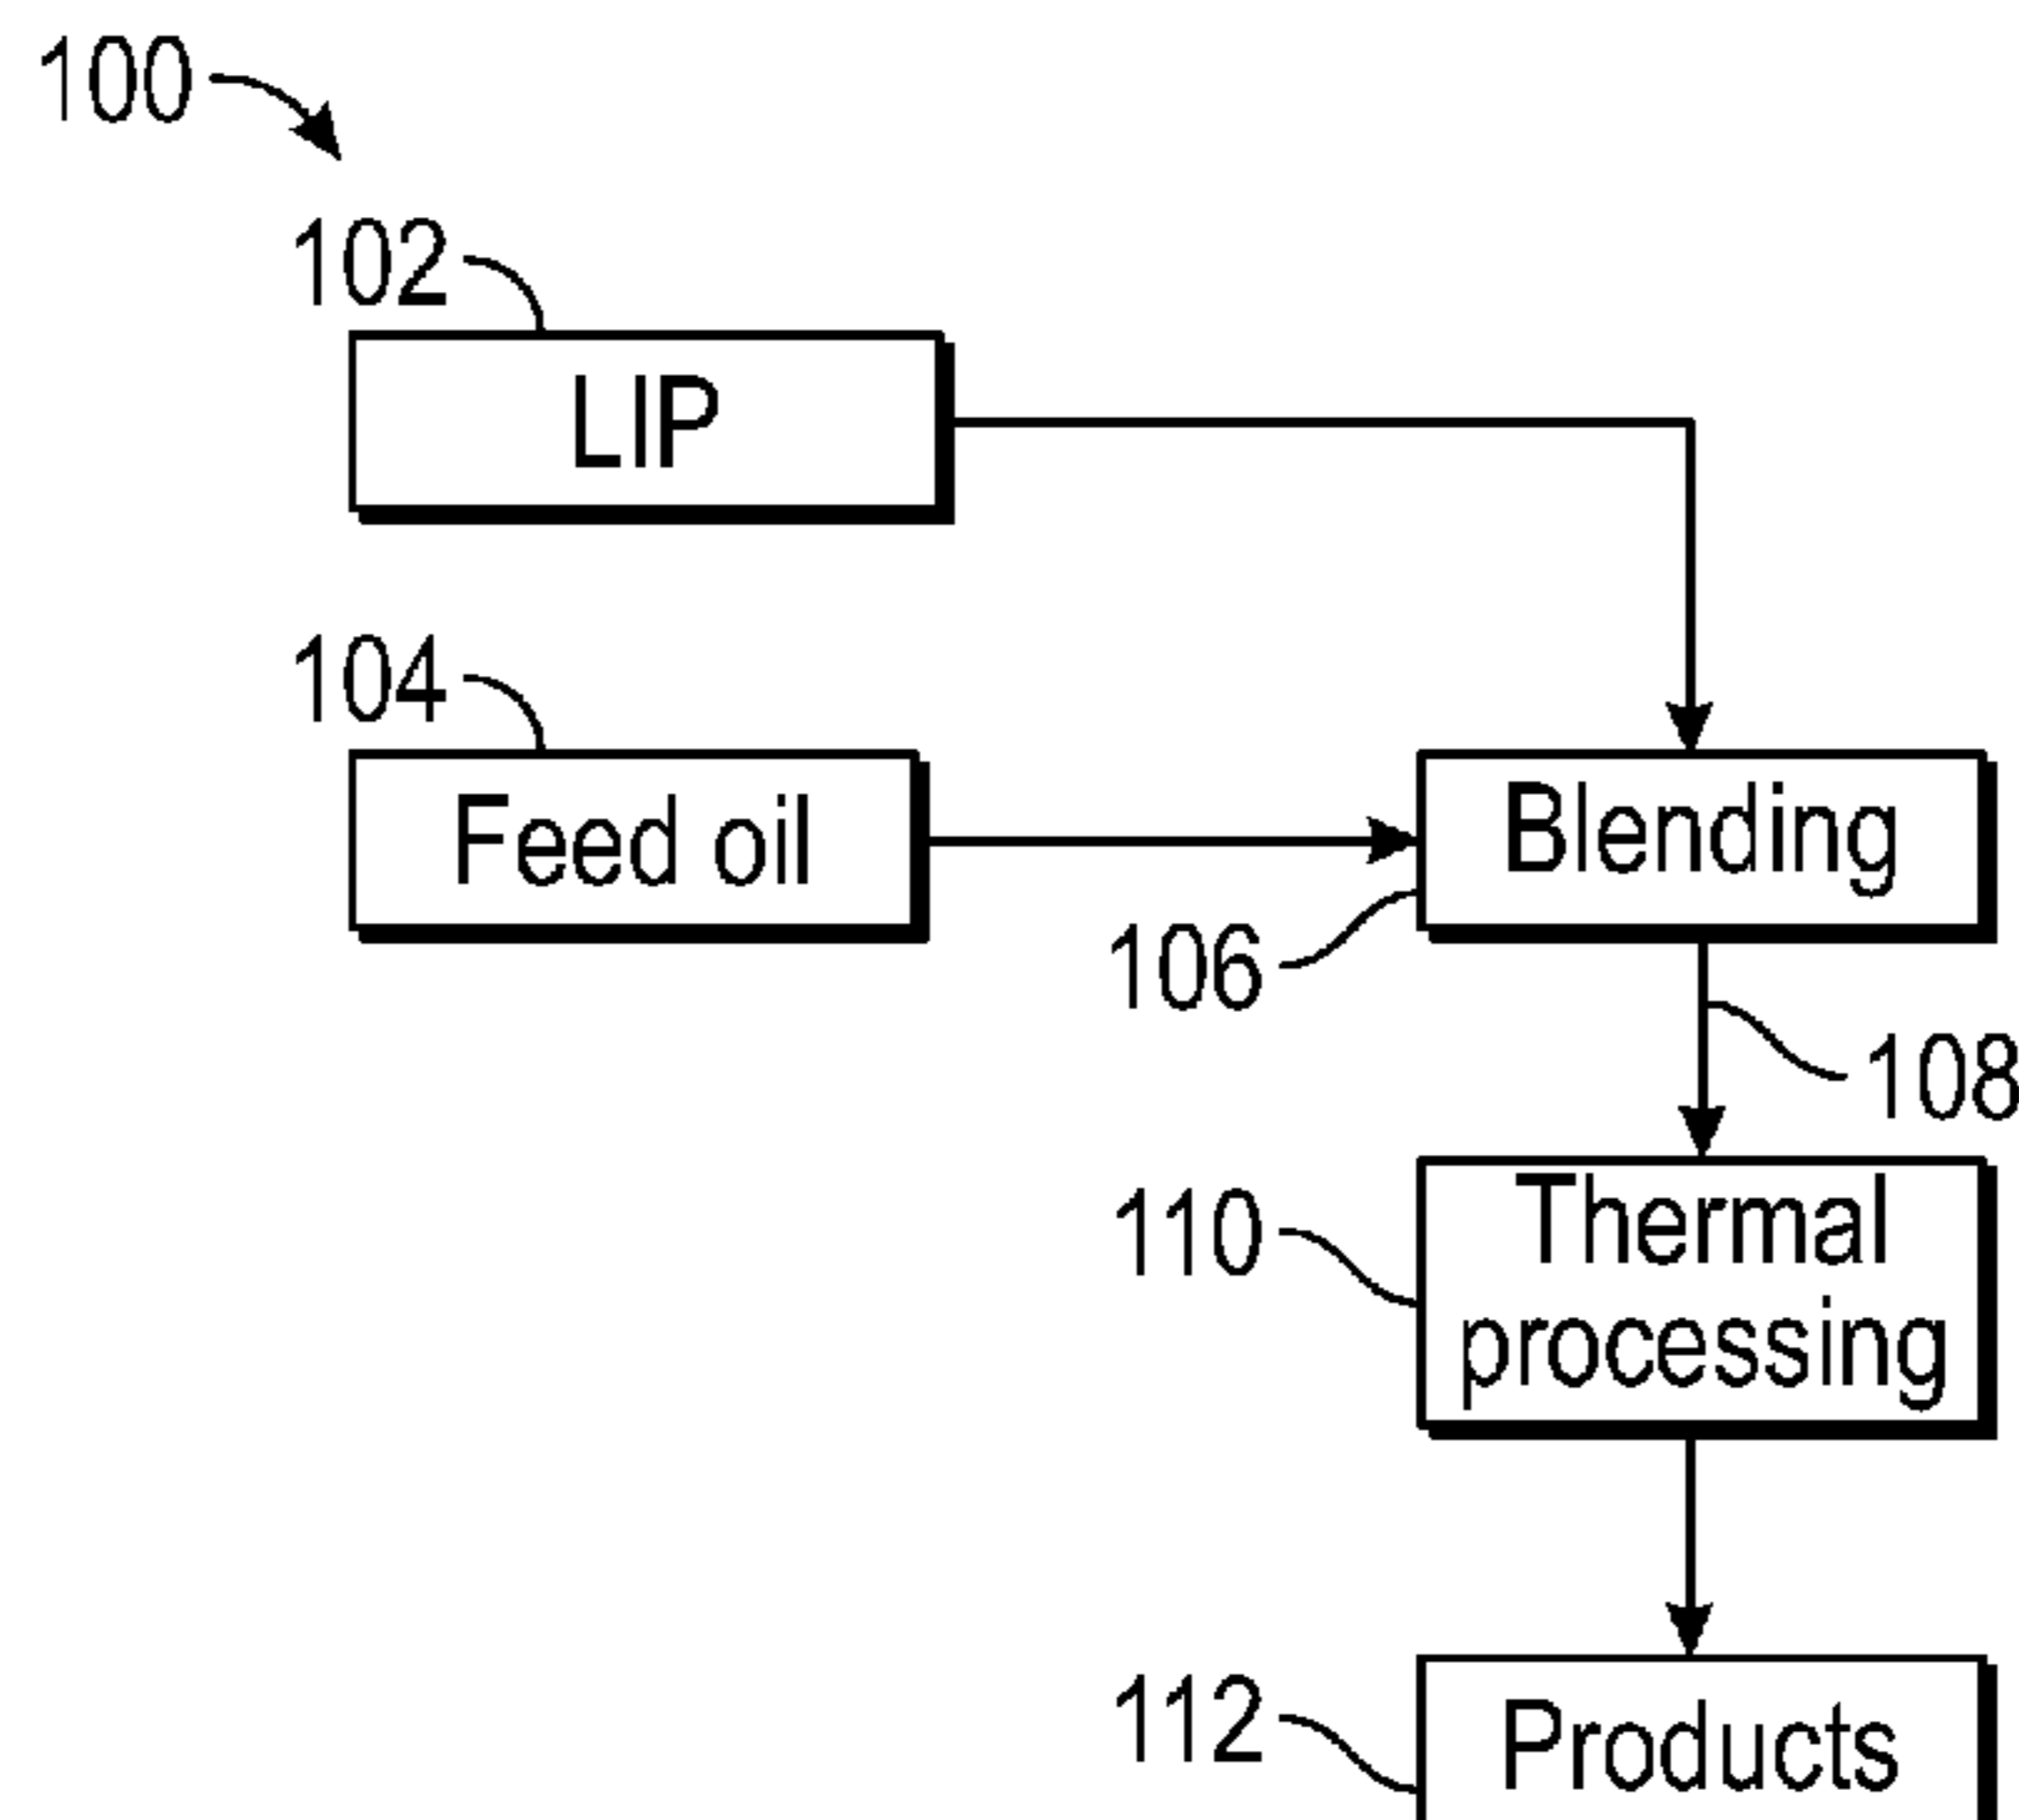 100
102
LIP
104
Feed oil
Blending
106
108
110
Thermal
processing
112
Products